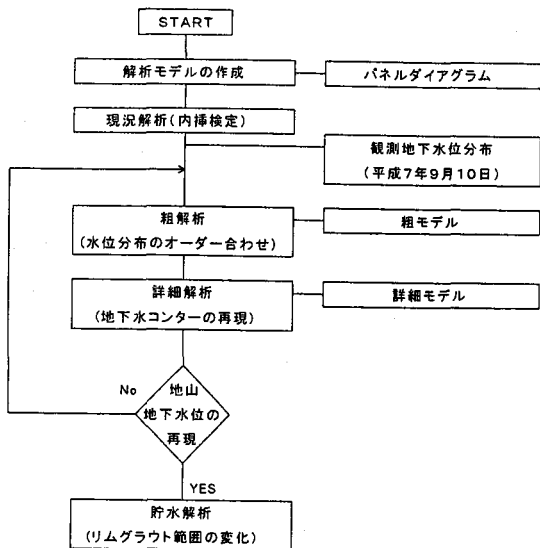 START
解析モデルの作成
パネルダイアグラム
現況解析(内挿検定)
観測地下水位分布
(平成7年9月10日)
粗解析
(水位分布のオーダー合わせ)
粗モデル
詳細解析
(地下水コンターの再現)
詳細モデル
No
地山
地下水位の
再現
YES
貯水解析
(リムグラウト範囲の変化)